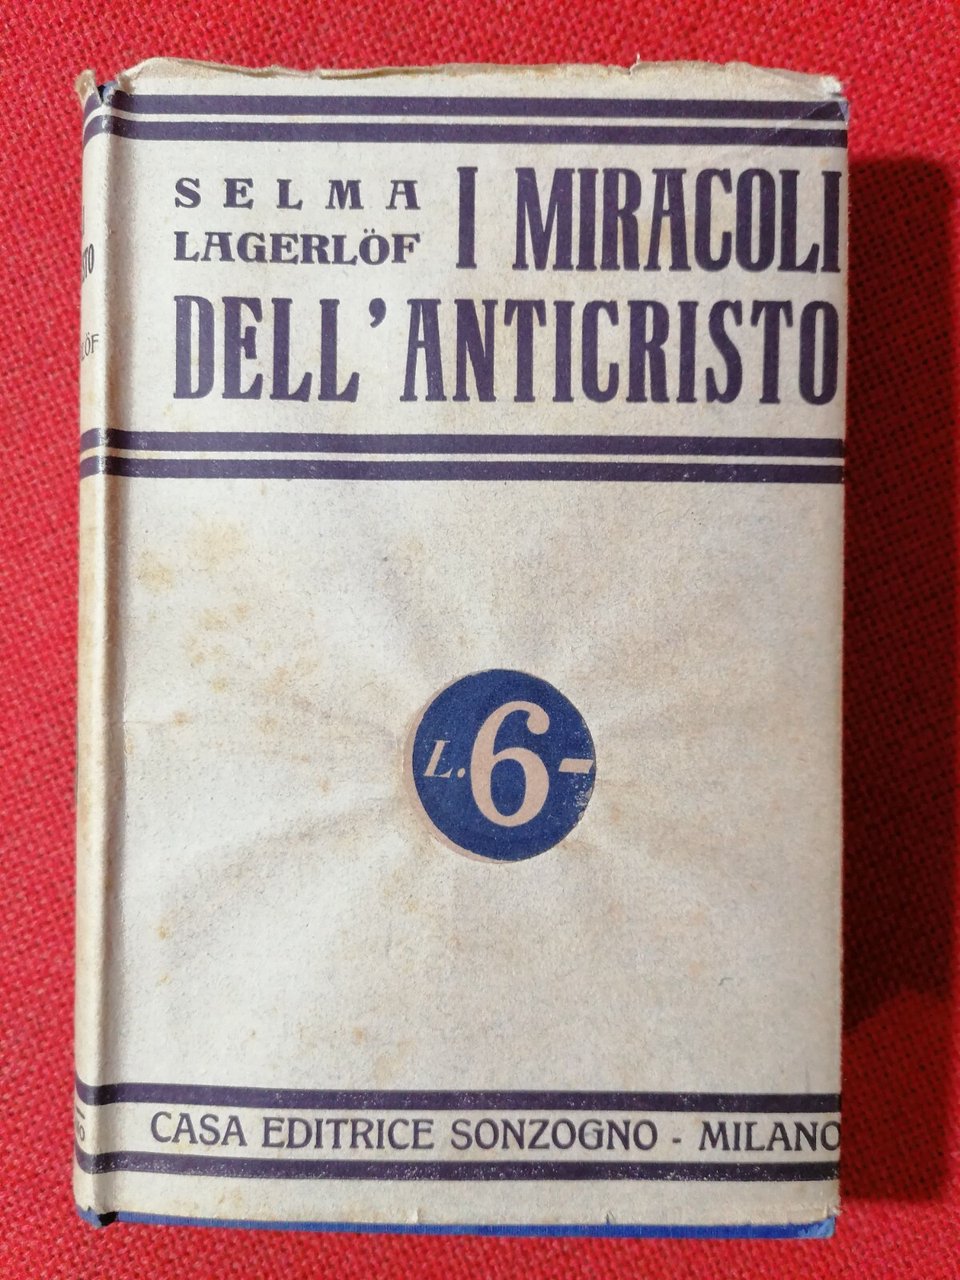 SELMA
LAGERLÖF
I MIRACOLI
DELL'ANTICRISTO
L. 6-
CASA EDITRICE SONZOGNO - MILANO